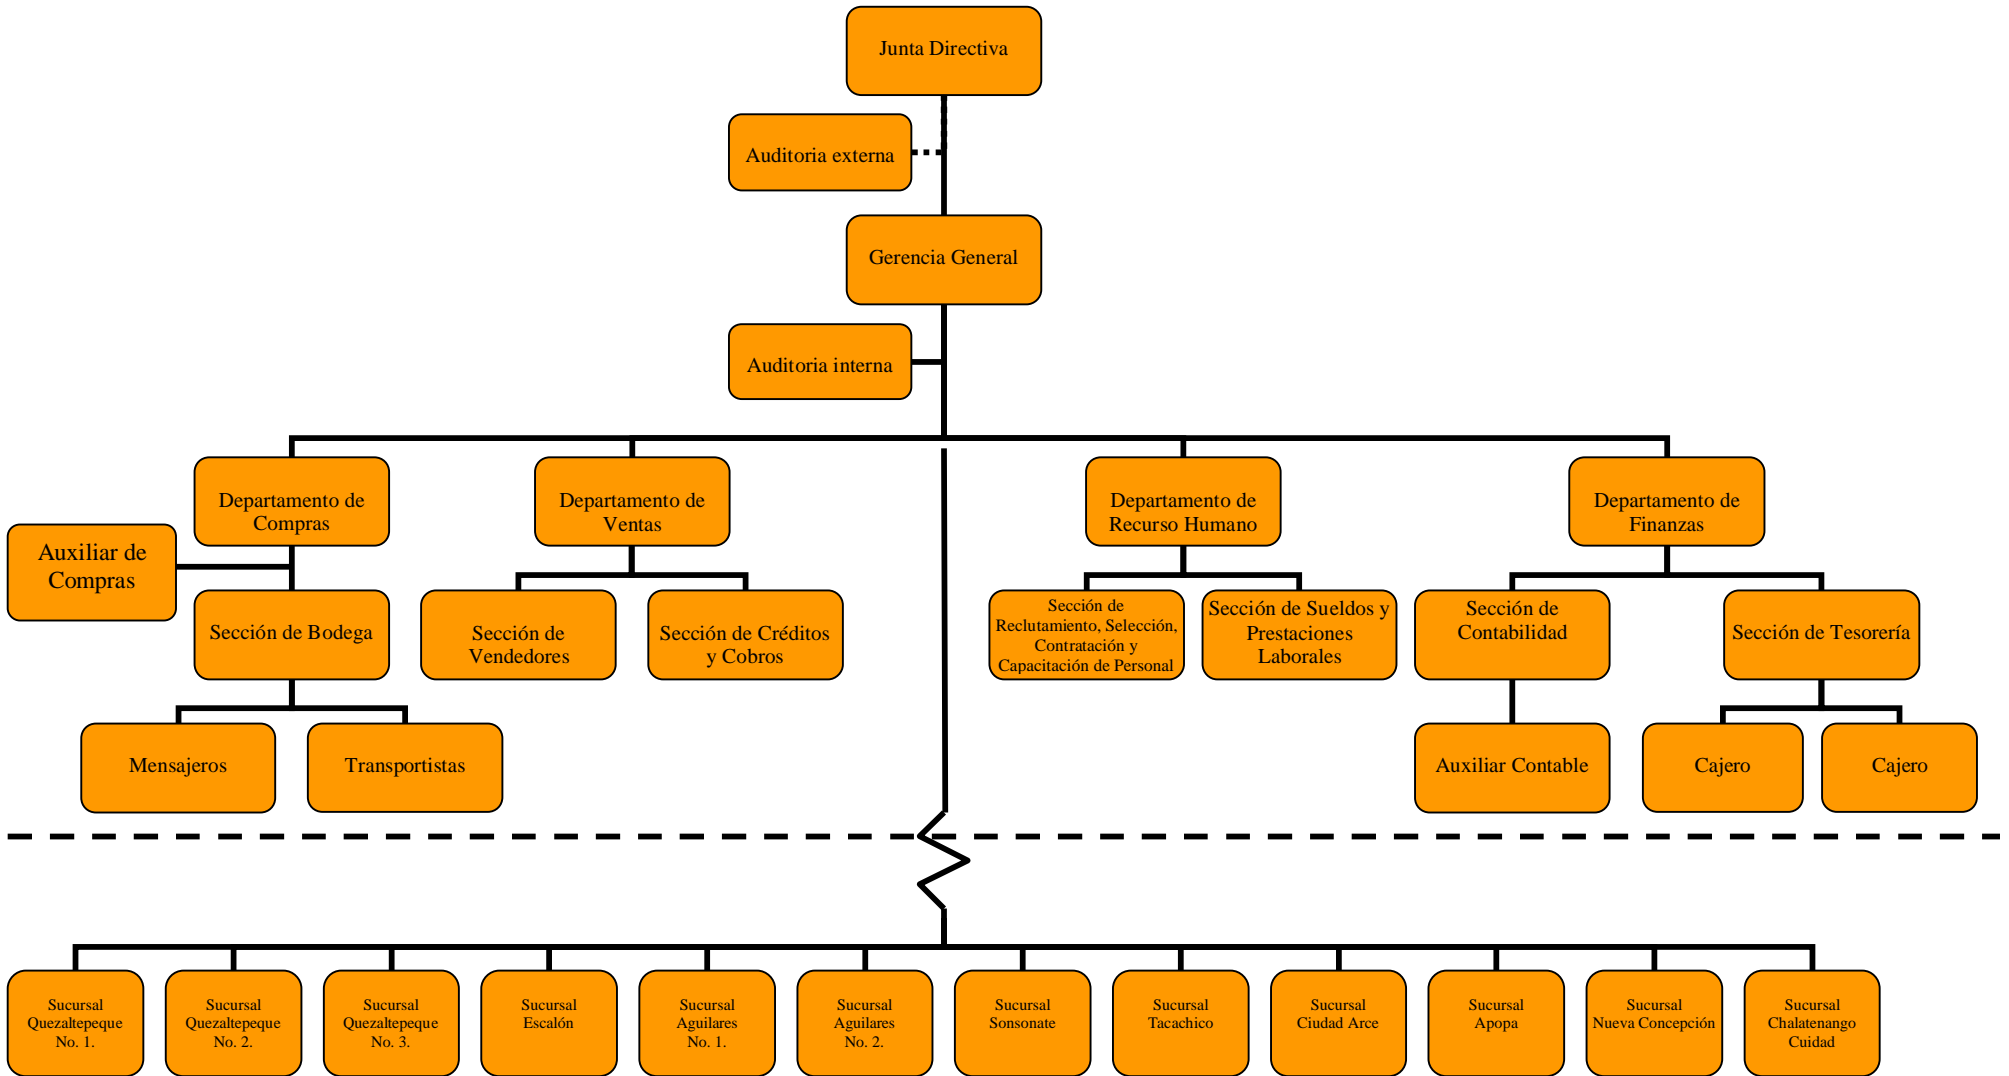 Junta Directiva
Auditoria externa
Gerencia General
Auditoria interna
Departamento de
Compras
Departamento de
Ventas
Departamento de
Recurso Humano
Departamento de
Finanzas
Auxiliar de
Compras
Sección de Bodega
Sección de
Vendedores
Sección de Créditos
y Cobros
Sección de
Reclutamiento, Selección,
Contratación y
Capacitación de Personal
Sección de Sueldos y
Prestaciones
Laborales
Sección de
Contabilidad
Sección de Tesorería
Mensajeros
Transportistas
Auxiliar Contable
Cajero
Cajero
Sucursal
Quezaltepeque
No. 1.
Sucursal
Quezaltepeque
No. 2.
Sucursal
Quezaltepeque
No. 3.
Sucursal
Escalón
Sucursal
Aguilares
No. 1.
Sucursal
Aguilares
No. 2.
Sucursal
Sonsonate
Sucursal
Tacachico
Sucursal
Ciudad Arce
Sucursal
Apopa
Sucursal
Nueva Concepción
Sucursal
Chalatenango
Cuidad